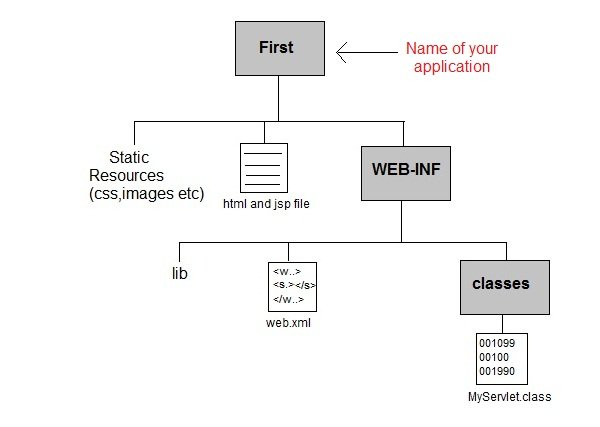 First
Name of your
application
Static
Resources
(css,images etc)
html and jsp file
WEB-INF
lib
<w..>
<s.></s>
</w..>
web.xml
classes
001099
00100
001990
MyServlet.class